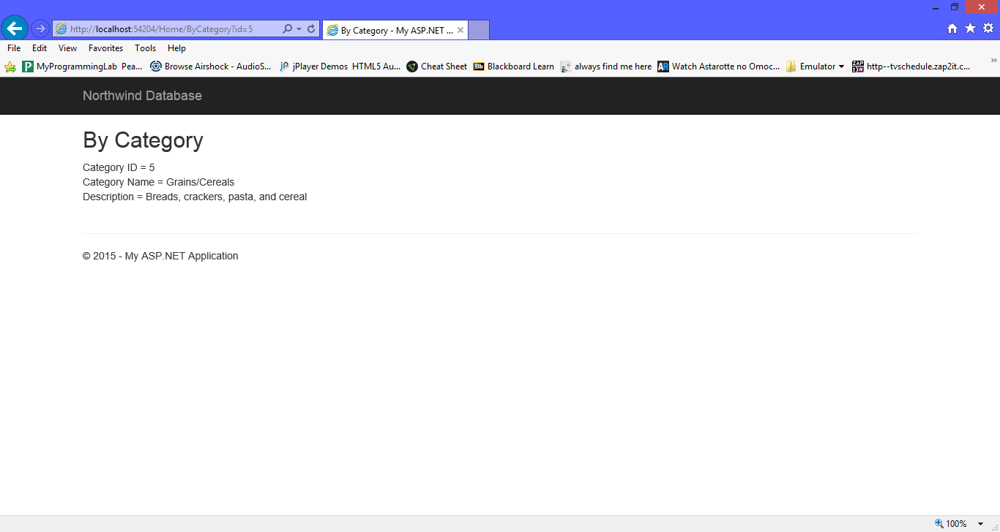 http://localhost:54204/Home/ByCategory?id=5
By Category - My ASP.NET ...
File Edit View Favorites Tools Help
MyProgrammingLab Pea... Browse Airshock - AudioS... jPlayer Demos HTML5 Au... Cheat Sheet Bb Blackboard Learn always find me here AR Watch Astarotte no Omoc... Emulator http--tvschedule.zap2it.c...
Northwind Database
By Category
Category ID = 5
Category Name = Grains/Cereals
Description = Breads, crackers, pasta, and cereal
© 2015 - My ASP.NET Application
100%